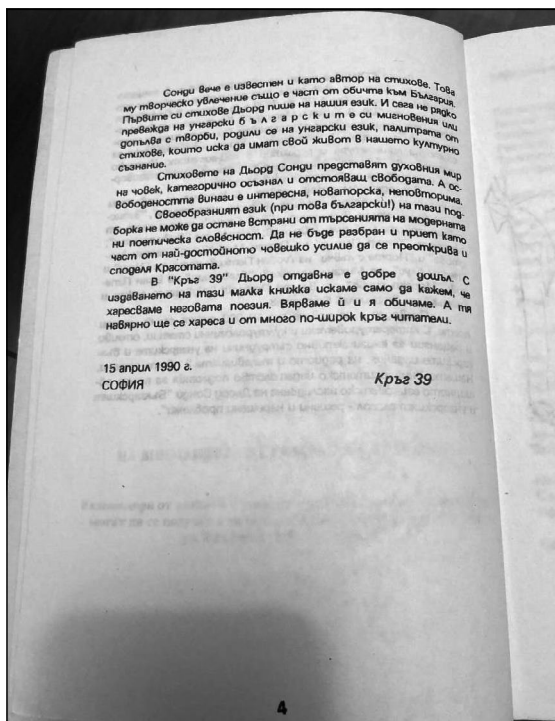 Сонди вече е известен и като автор на стихове. Това
му творческо увлечение също е част от обичта към България.
Първите си стихове Дьорд пише на нашия език. И сега не рядко
превежда на унгарски б ъ л г а р с к и т е си мигновения или
допълва с творби, родили се на унгарски език, палитрата от
стихове, които иска да имат свой живот в нашето културно
съзнание.
Стиховете на Дьорд Сонди представят духовния мир
на човек, категорично осъзнал и отстояващ свободата. А ос-
вободеността винаги е интересна, новаторска, неповторима.
Своеобразният език (при това български!) на тази под-
борка не може да остане встрани от търсенията на модерната
ни поетическа словесност. Да не бъде разбран и приет като
част от най-достойното човешко усилие да се преоткрива и
споделя Красотата.
В "Кръг 39" Дьорд отдавна е добре дошъл. С
издаването на тази малка книжка искаме само да кажем, че
харесваме неговата поезия. Вярваме ѝ и я обичаме. А тя
навярно ще се хареса и от много по-широк кръг читатели.
15 април 1990 г.
СОФИЯ Кръг 39
4